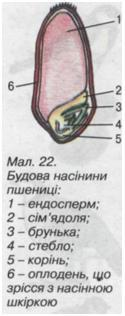 1
6
2
3
4
5
Мал. 22.
Будова насінини
пшениці:
1 – ендосперм;
2 – сім'ядоля;
3 – брунька;
4 – стебло;
5 – корінь;
6 – оплодень, що
зрісся з насінною
шкіркою